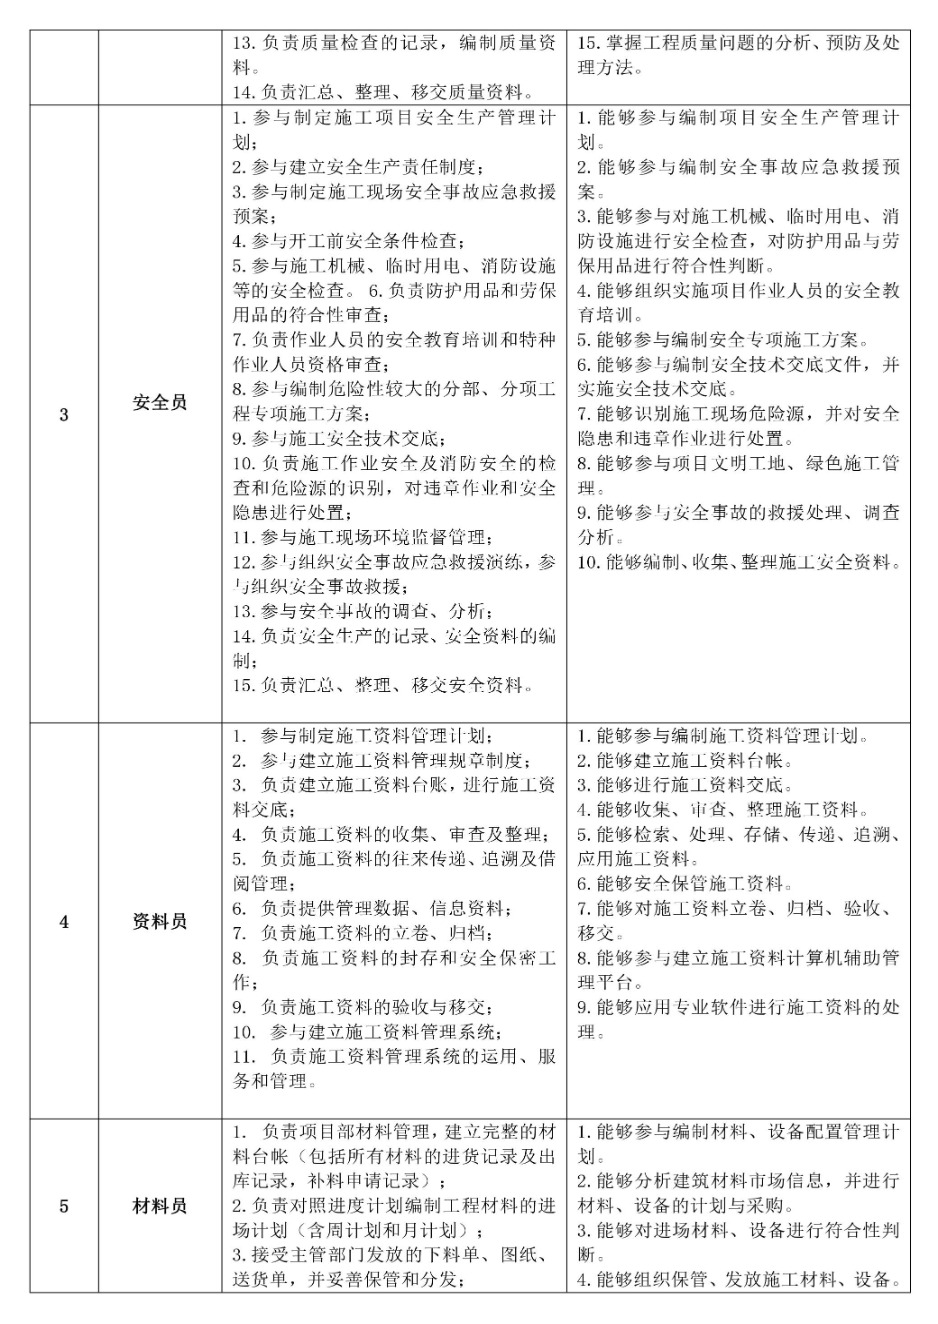 13.负责质量检查的记录，编制质量资
料。
14.负责汇总、整理、移交质量资料。
15.掌握工程质量问题的分析、预防及处
理方法。
3
安全员
1.参与制定施工项目安全生产管理计
划；
2.参与建立安全生产责任制度；
3.参与制定施工现场安全事故应急救援
预案；
4.参与开工前安全条件检查；
5.参与施工机械、临时用电、消防设施
等的安全检查。 6.负责防护用品和劳保
用品的符合性审查；
7.负责作业人员的安全教育培训和特种
作业人员资格审查；
8.参与编制危险性较大的分部、分项工
程专项施工方案；
9.参与施工安全技术交底；
10.负责施工作业安全及消防安全的检
查和危险源的识别，对违章作业和安全
隐患进行处置；
11.参与施工现场环境监督管理；
12.参与组织安全事故应急救援演练，参
与组织安全事故救援；
13.参与安全事故的调查、分析；
14.负责安全生产的记录、安全资料的编
制；
15.负责汇总、整理、移交安全资料。
1.能够参与编制项目安全生产管理计
划。
2.能够参与编制安全事故应急救援预
案。
3.能够参与对施工机械、临时用电、消
防设施进行安全检查，对防护用品与劳
保用品进行符合性判断。
4.能够组织实施项目作业人员的安全教
育培训。
5.能够参与编制安全专项施工方案。
6.能够参与编制安全技术交底文件，并
实施安全技术交底。
7.能够识别施工现场危险源，并对安全
隐患和违章作业进行处置。
8.能够参与项目文明工地、绿色施工管
理。
9.能够参与安全事故的救援处理、调查
分析。
10.能够编制、收集、整理施工安全资料。
4
资料员
1. 参与制定施工资料管理计划；
2. 参与建立施工资料管理规章制度；
3. 负责建立施工资料台账，进行施工资
料交底；
4. 负责施工资料的收集、审查及整理；
5. 负责施工资料的往来传递、追溯及借
阅管理；
6. 负责提供管理数据、信息资料；
7. 负责施工资料的立卷、归档；
8. 负责施工资料的封存和安全保密工
作；
9. 负责施工资料的验收与移交；
10. 参与建立施工资料管理系统；
11. 负责施工资料管理系统的运用、服
务和管理。
1.能够参与编制施工资料管理计划。
2.能够建立施工资料台帐。
3.能够进行施工资料交底。
4.能够收集、审查、整理施工资料。
5.能够检索、处理、存储、传递、追溯、
应用施工资料。
6.能够安全保管施工资料。
7.能够对施工资料立卷、归档、验收、
移交。
8.能够参与建立施工资料计算机辅助管
理平台。
9.能够应用专业软件进行施工资料的处
理。
5
材料员
1. 负责项目部材料管理，建立完整的材
料台帐（包括所有材料的进货记录及出
库记录，补料申请记录）；
2.负责对照进度计划编制工程材料的进
场计划（含周计划和月计划）；
3.接受主管部门发放的下料单、图纸、
送货单，并妥善保管和分发；
1.能够参与编制材料、设备配置管理计
划。
2.能够分析建筑材料市场信息，并进行
材料、设备的计划与采购。
3.能够对进场材料、设备进行符合性判
断。
4.能够组织保管、发放施工材料、设备。